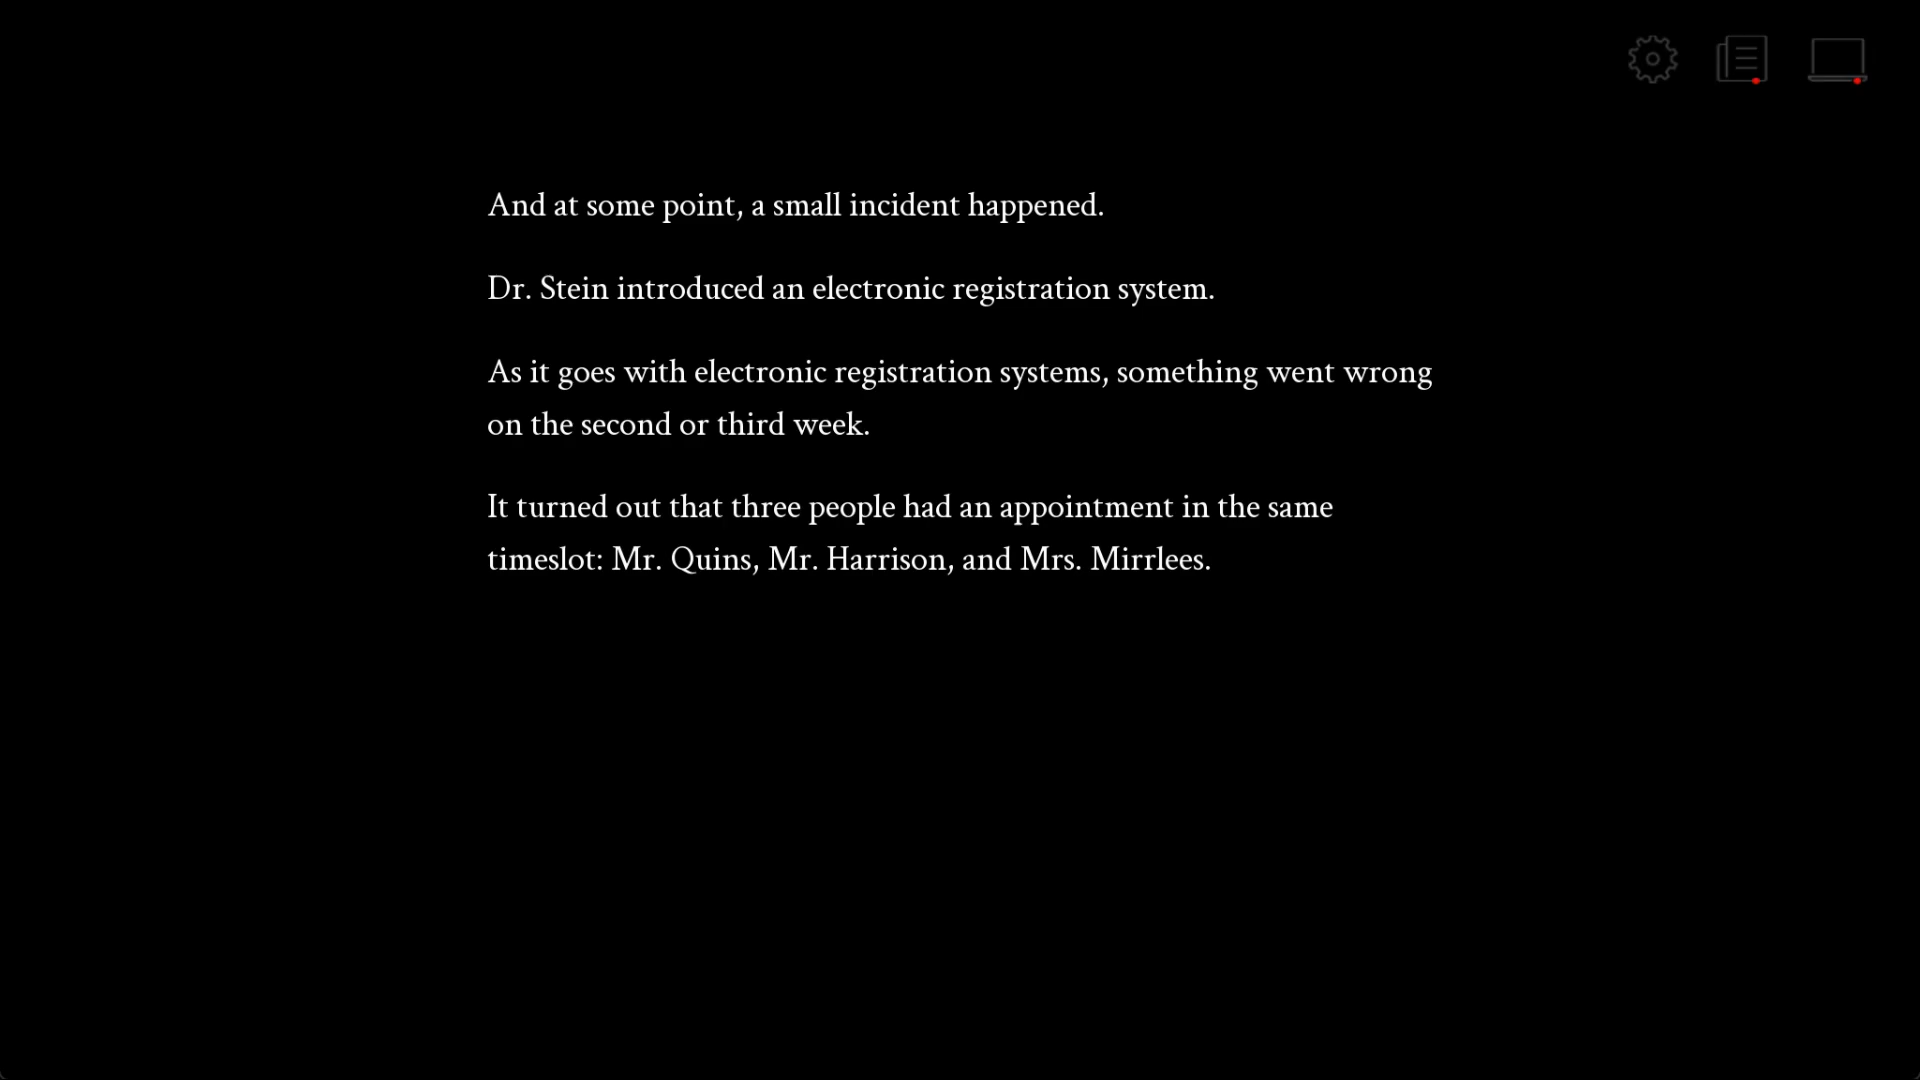 And at some point, a small incident happened.
Dr. Stein introduced an electronic registration system.
As it goes with electronic registration systems, something went wrong
on the second or third week.
It turned out that three people had an appointment in the same
timeslot: Mr. Quins, Mr. Harrison, and Mrs. Mirrlees.